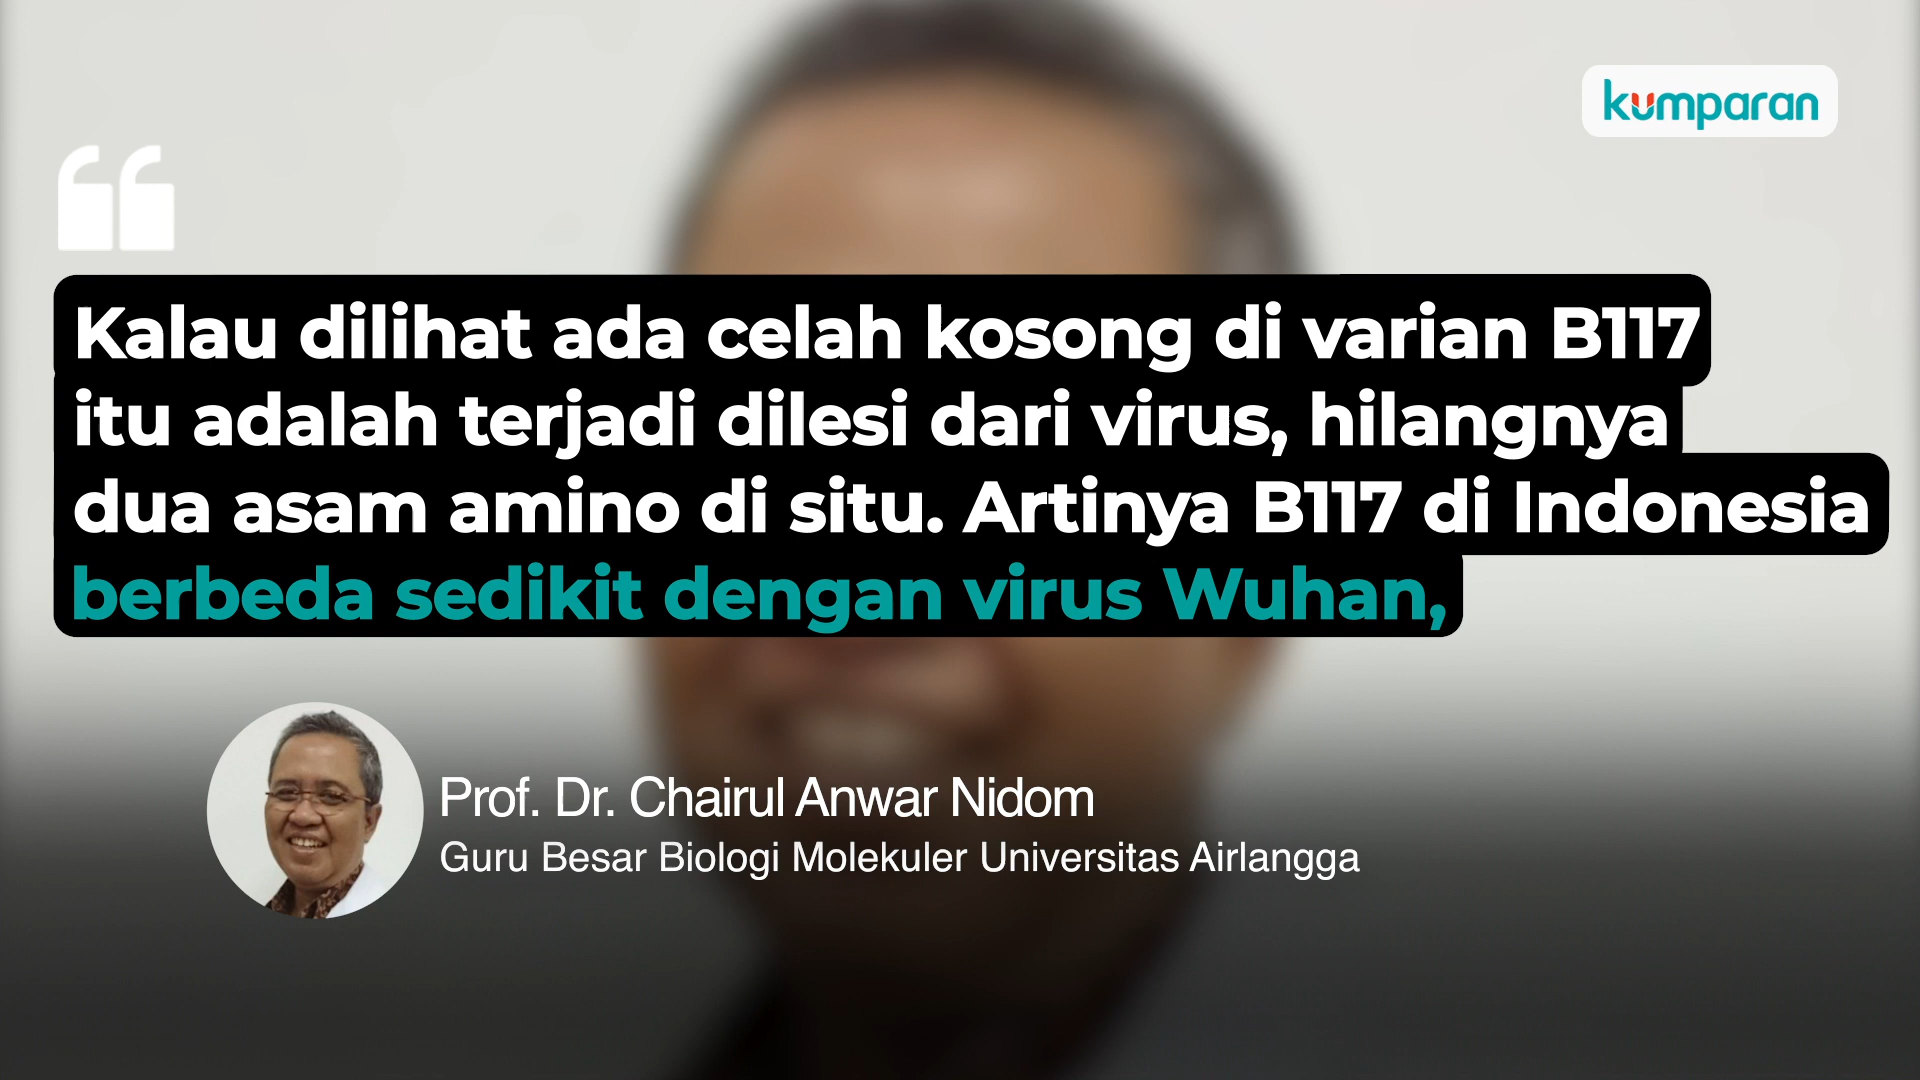 kumparan
“
Kalau dilihat ada celah kosong di varian B117
itu adalah terjadi dilesi dari virus, hilangnya
dua asam amino di situ. Artinya B117 di Indonesia
berbeda sedikit dengan virus Wuhan,
Prof. Dr. Chairul Anwar Nidom
Guru Besar Biologi Molekuler Universitas Airlangga